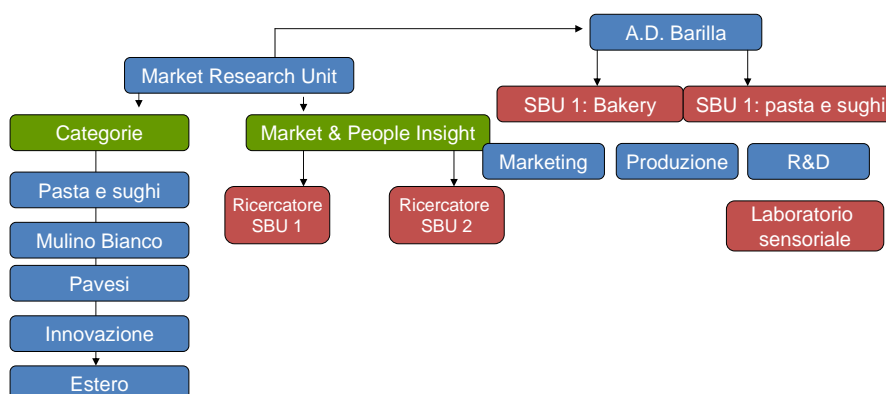 A.D. Barilla
Market Research Unit
SBU 1: Bakery
SBU 1: pasta e sughi
Categorie
Market & People Insight
Marketing
Produzione
R&D
Pasta e sughi
Ricercatore
SBU 1
Ricercatore
SBU 2
Laboratorio
sensoriale
Mulino Bianco
Pavesi
Innovazione
Estero